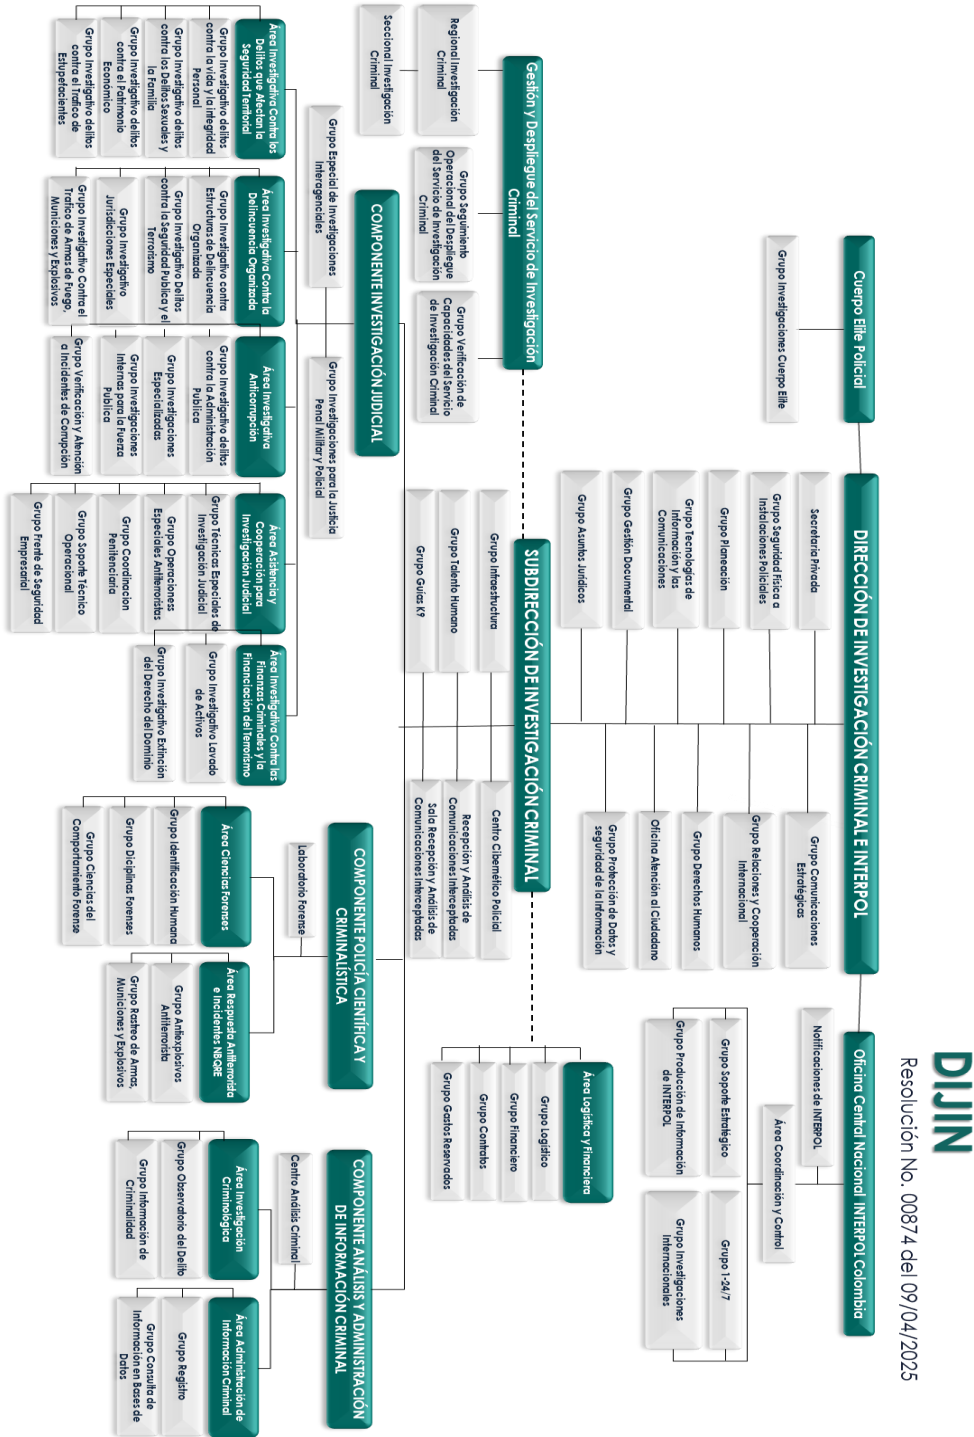 DIJIN
Resolución No. 00874 del 09/04/2025
Cuerpo Elite Policial
Grupo Investigaciones Cuerpo Elite
DIRECCIÓN DE INVESTIGACIÓN CRIMINAL E INTERPOL
Oficina Central Nacional INTERPOL Colombia
Notificaciones de INTERPOL
Área Coordinación y Control
Grupo Soporte Estratégico
Grupo 1-24/7
Grupo Producción de Información
de INTERPOL
Grupo Investigaciones
Internacionales
Secretaria Privada
Grupo Comunicaciones
Estratégicas
Grupo Seguridad Física a
Instalaciones Policiales
Grupo Relaciones y Cooperación
Internacional
Grupo Planeación
Grupo Derechos Humanos
Grupo Tecnologías de
Información y las
Comunicaciones
Oficina Atención al Ciudadano
Grupo Gestión Documental
Grupo Protección de Datos y
seguridad de la Información
Grupo Asuntos Jurídicos
Gestión y Despliegue del Servicio de Investigación
Criminal
Regional Investigación
Criminal
Grupo Seguimiento
Operacional del Despliegue
del Servicio de Investigación
Criminal
Grupo Verificación de
Capacidades del Servicio
de Investigación Criminal
Seccional Investigación
Criminal
SUBDIRECCIÓN DE INVESTIGACIÓN CRIMINAL
Grupo Infraestructura
Centro Cibernético Policial
Grupo Talento Humano
Recepción y Análisis de
Comunicaciones Interceptadas
Grupo Guías K9
Sala Recepción y Análisis de
Comunicaciones Interceptadas
Área Logística y Financiera
Grupo Logístico
Grupo Financiero
Grupo Contratos
Grupo Gastos Reservados
COMPONENTE INVESTIGACIÓN JUDICIAL
Grupo Especial de Investigaciones
Interagenciales
Grupo Investigaciones para la Justicia
Penal Militar y Policial
Área Investigativa Contra los
Delitos que Afectan la
Seguridad Territorial
Grupo Investigativo delitos
contra la vida y la integridad
Personal
Grupo Investigativo delitos
contra los Delitos Sexuales y
la Familia
Grupo Investigativo delitos
contra el Patrimonio
Económico
Grupo Investigativo delitos
contra el Trafico de
Estupefacientes
Área Investigativa Contra la
Delincuencia Organizada
Grupo Investigativo contra
Estructuras de Delincuencia
Organizada
Grupo Investigativo Delitos
contra la Seguridad Publica y el
Terrorismo
Grupo Investigativo
Jurisdicciones Especiales
Grupo Investigativo Contra el
Trafico de Armas de Fuego,
Municiones y Explosivos
Área Investigativa
Anticorrupción
Grupo Investigativo delitos
contra la Administración
Publica
Grupo Investigaciones
Especializadas
Grupo Investigaciones
Internas para la Fuerza
Publica
Grupo Verificación y Atención
a Incidentes de Corrupción
Área Asistencia y
Cooperación para
Investigación Judicial
Grupo Técnicas Especiales de
Investigación Judicial
Grupo Operacioness
Especiales Antiterroristas
Grupo Coordinacion
Penitenciaria
Grupo Soporte Técnico
Operacional
Grupo Frente de Seguridad
Empresarial
Área Investigativa Contra las
Finanzas Criminales y la
Financiación del Terrorismo
Grupo Investigativo Lavado
de Activos
Grupo Investigativo Extinción
del Derecho del Dominio
COMPONENTE POLICÍA CIENTÍFICA Y
CRIMINALÍSTICA
Laboratorio Forense
Área Ciencias Forenses
Grupo Identificación Humana
Grupo Diciplinas Forenses
Grupo Ciencias del
Comportamiento Forense
Área Respuesta Antiterrorista
e Incidentes NBQRE
Grupo Antiexplosivos
Antiterrorista
Grupo Rastreo de Armas,
Municiones y Explosivos
COMPONENTE ANÁLISIS Y ADMINISTRACIÓN
DE INFORMACIÓN CRIMINAL
Centro Análisis Criminal
Área Investigación
Criminológica
Grupo Observatorio del Delito
Grupo Información de
Criminalidad
Área Administración de
Información Criminal
Grupo Registro
Grupo Consulta de
Información en Bases de
Datos